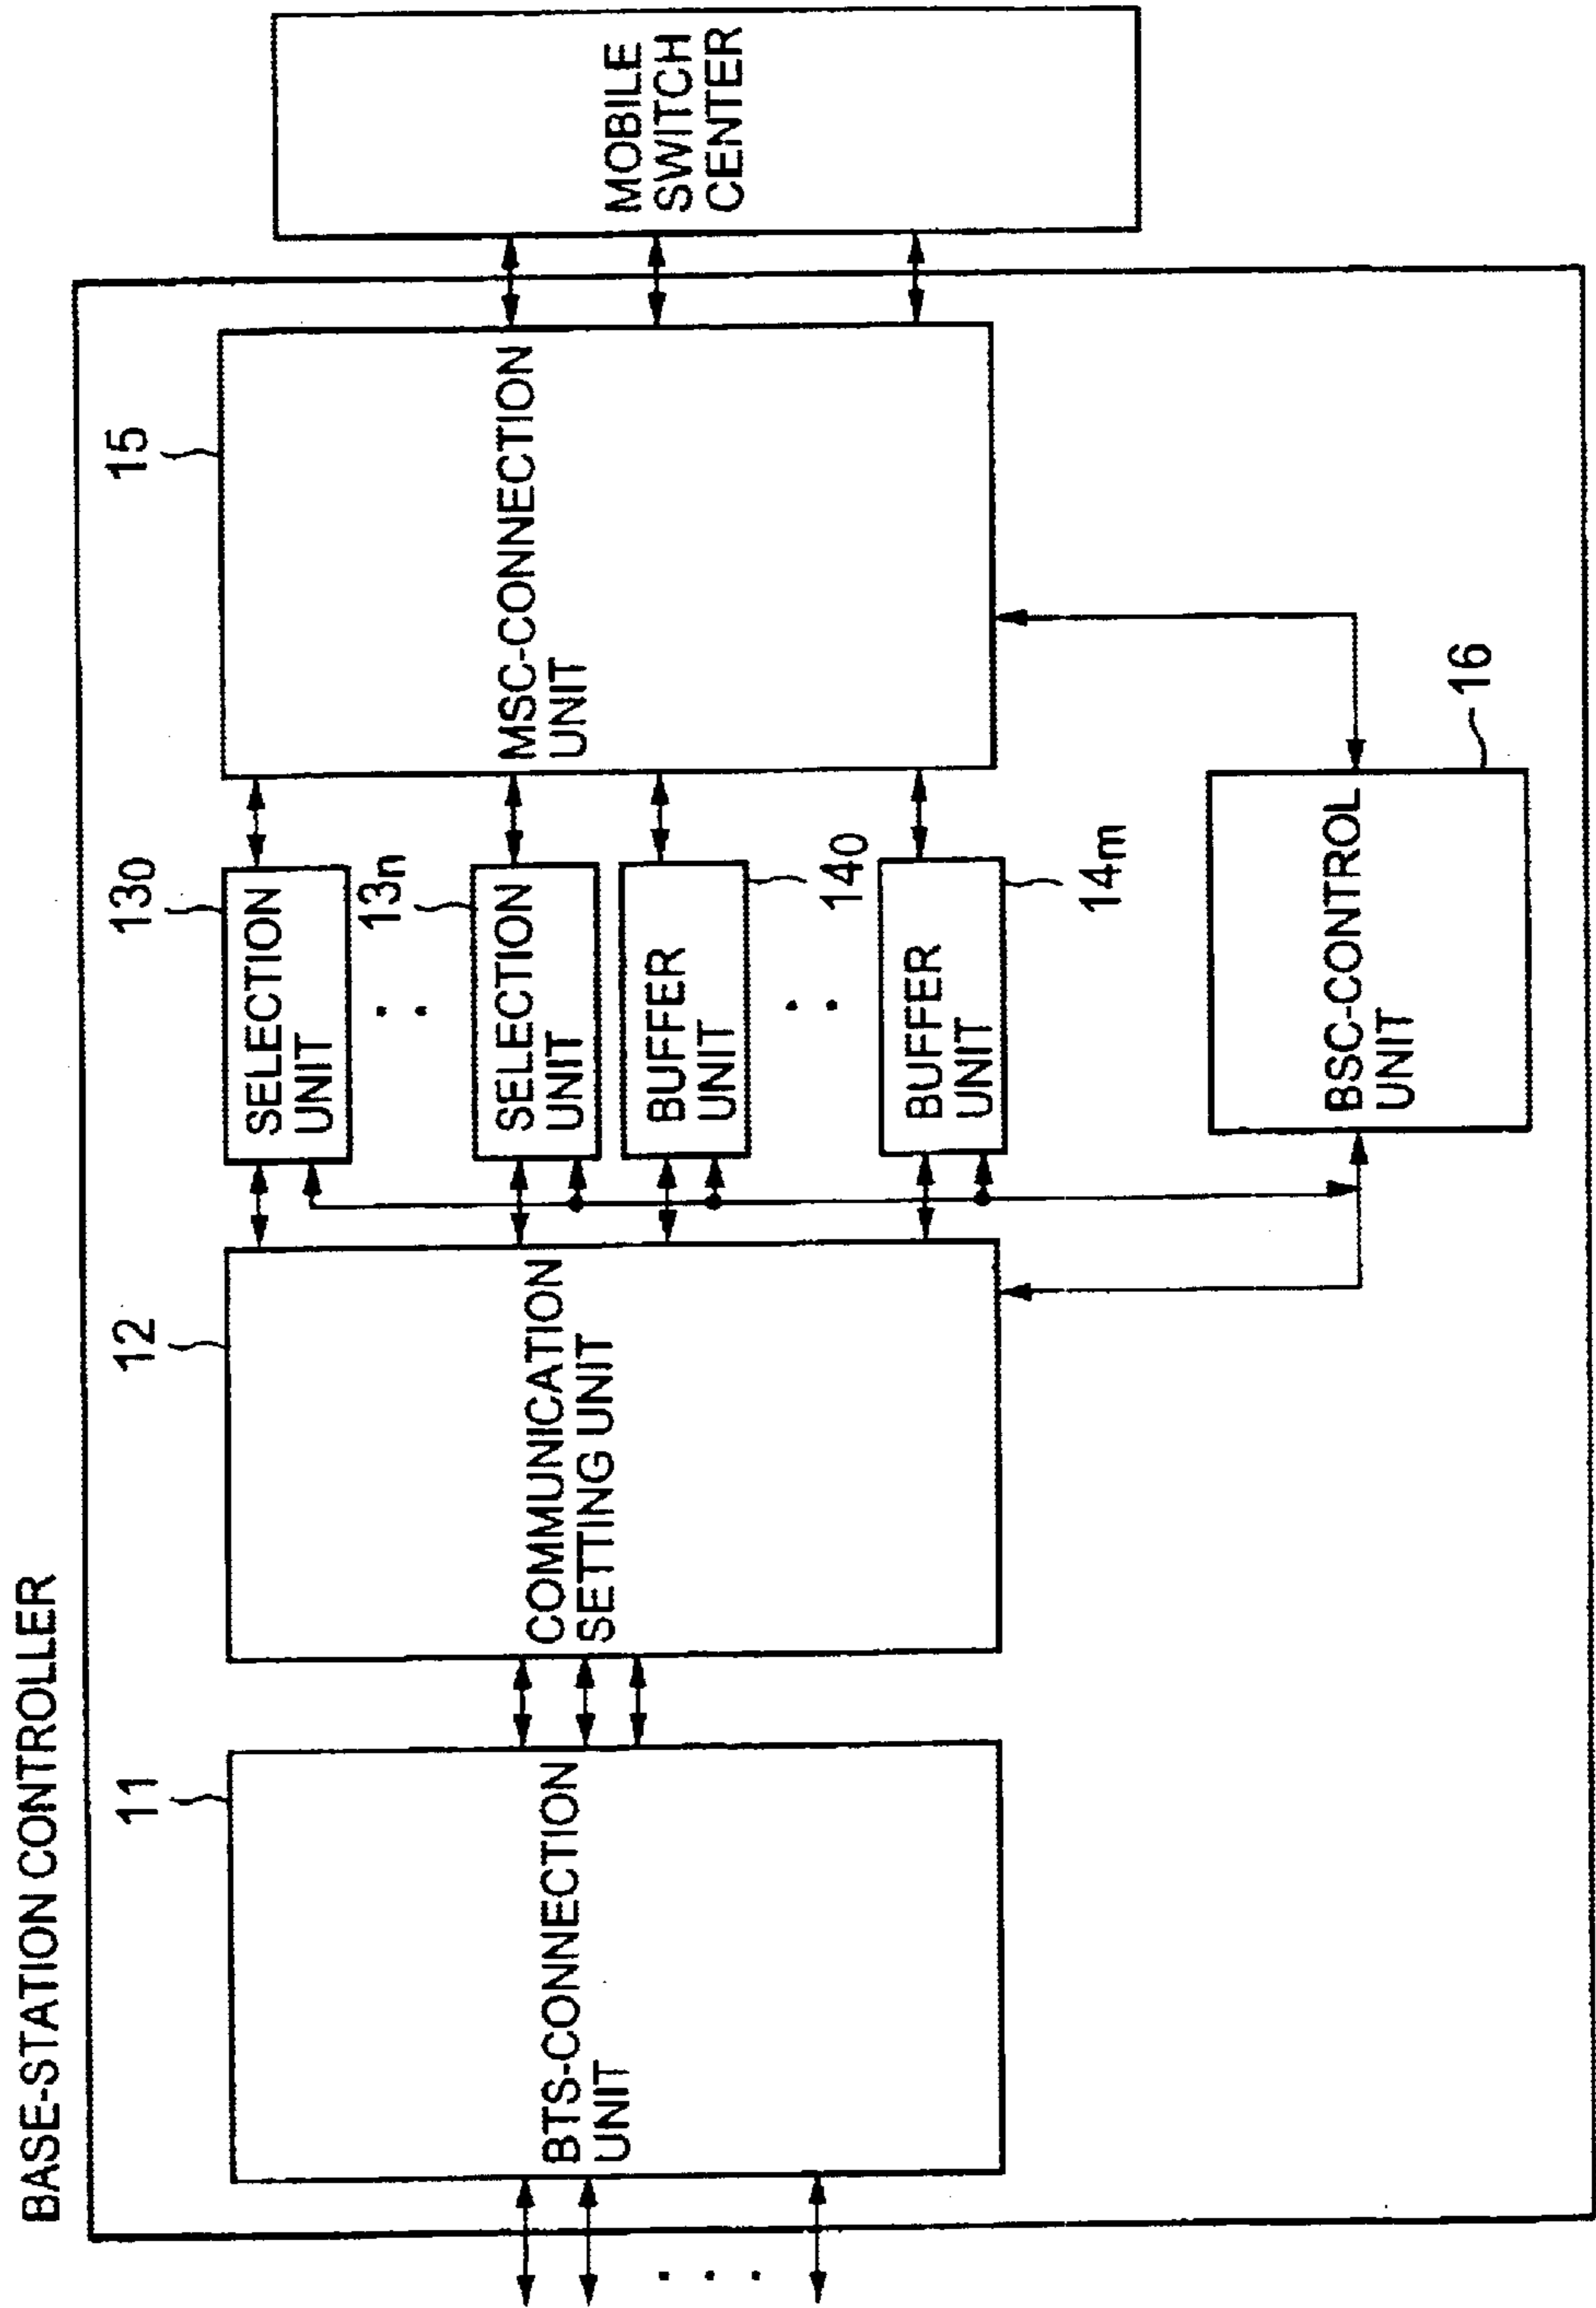 BASE-STATION CONTROLLER
11
BTS-CONNECTION
UNIT
12
COMMUNICATION
SETTING UNIT
13₀
SELECTION
UNIT
13ₙ
SELECTION
UNIT
BUFFER
UNIT
14₀
BUFFER
UNIT
14ₘ
15
MSC-CONNECTION
UNIT
BSC-CONTROL
UNIT
16
MOBILE
SWITCH
CENTER